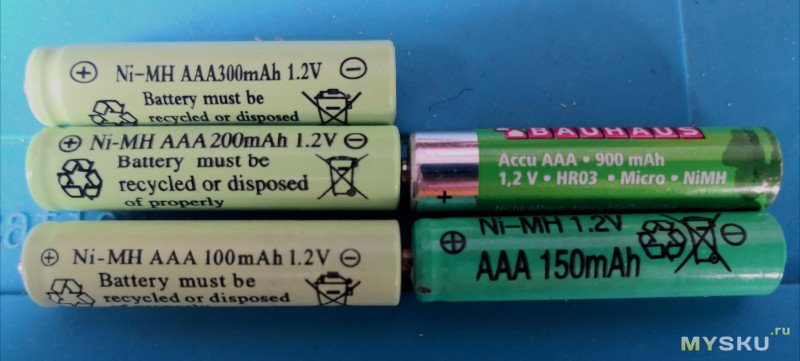 Ni-MH AAA300mAh 1.2V
Battery must be
recycled or disposed
Ni-MH AAA 200mAh 1.2V
Battery must be
recycled or disposed
of properly
Ni-MH AAA 100mAh 1.2V
Battery must be
recycled or disposed
of properly
BAUHAUS
Accu AAA • 900 mAh
1,2 V • HR03 • Micro • NiMH
Ni-MH 1.2V
AAA 150mAh
MYSKU.ru